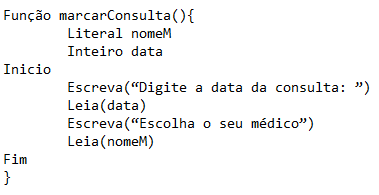 Função marcarConsulta(){
Literal nomeM
Inteiro data
Inicio
Escreva(“Digite a data da consulta: ”)
Leia(data)
Escreva(“Escolha o seu médico”)
Leia(nomeM)
Fim
}